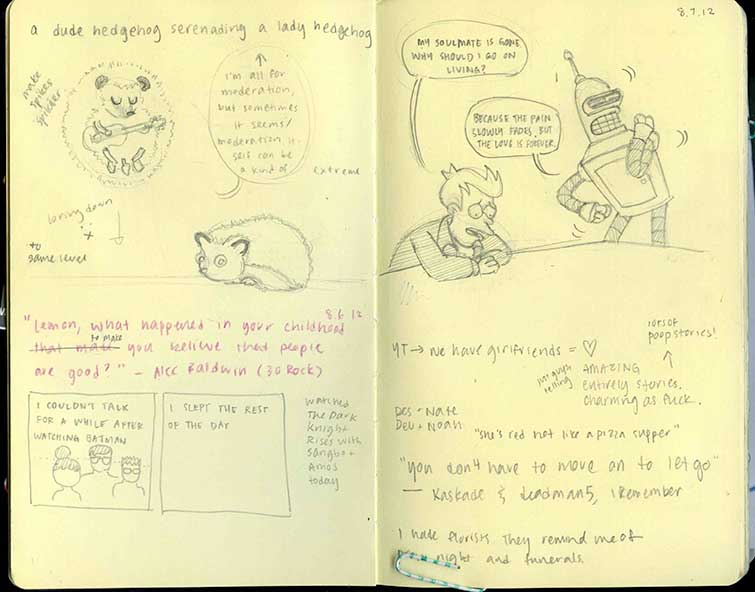 a dude hedgehog serenading a lady hedgehog
make
spikes
spikier
I'm all for
moderation,
but sometimes
it seems/
moderation it-
self can be
a kind of extreme
loring down
x
to
same level
8.6.12
"Lemon, what happened in your childhood
to make
that made you believe that people
are good?" - Alec Baldwin (30 ROCK)
I COULDN'T TALK
FOR A WHILE AFTER
WATCHING BATMAN
I SLEPT THE REST
OF THE DAY
watched
The Dark
Knight
Rises with
Sangbo +
Amos
today
8.7.12
MY SOULMATE IS GONE
WHY SHOULD I GO ON
LIVING?
BECAUSE THE PAIN
SLOWLY FADES, BUT
THE LOVE IS FOREVER.
lots of
poop stories!
YT → we have girlfriends = ♡
just guys
telling
AMAZING
entirely stories.
charming as fuck.
Des + Nate
Dev + Noah
"she's red hot like a pizza supper"
"you don't have to move on to let go"
— Kaskade & deadmau5, I Remember
I hate florists. They remind me of
night and funerals.